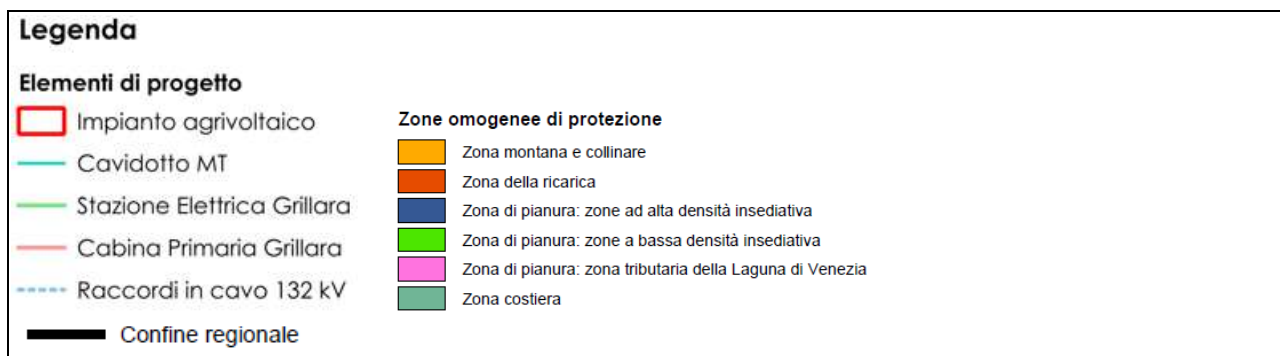 Legenda
Elementi di progetto
Impianto agrivoltaico
Cavidotto MT
Stazione Elettrica Grillara
Cabina Primaria Grillara
Raccordi in cavo 132 kV
Confine regionale
Zone omogenee di protezione
Zona montana e collinare
Zona della ricarica
Zona di pianura: zone ad alta densità insediativa
Zona di pianura: zone a bassa densità insediativa
Zona di pianura: zona tributaria della Laguna di Venezia
Zona costiera